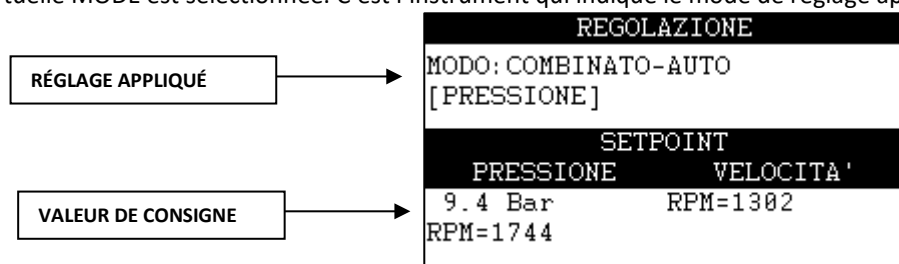 tuelle MODE est sélectionnée. C'est l'instrument qui indique le mode de réglage ap
REGOLAZIONE
RÉGLAGE APPLIQUÉ
MODO:COMBINATO-AUTO
[PRESSIONE]
SETPOINT
PRESSIONE VELOCITA'
VALEUR DE CONSIGNE
9.4 Bar RPM=1302
RPM=1744